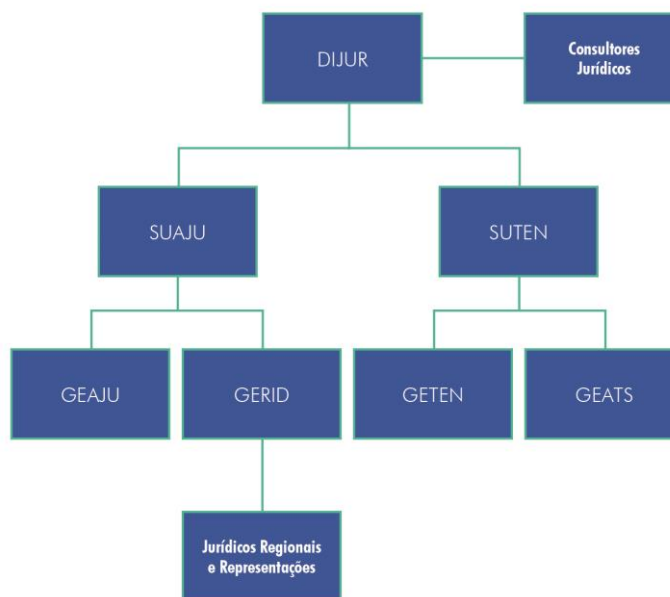 DIJUR
Consultores
Jurídicos
SUAJU
SUTEN
GEAJU
GERID
GETEN
GEATS
Jurídicos Regionais
e Representações